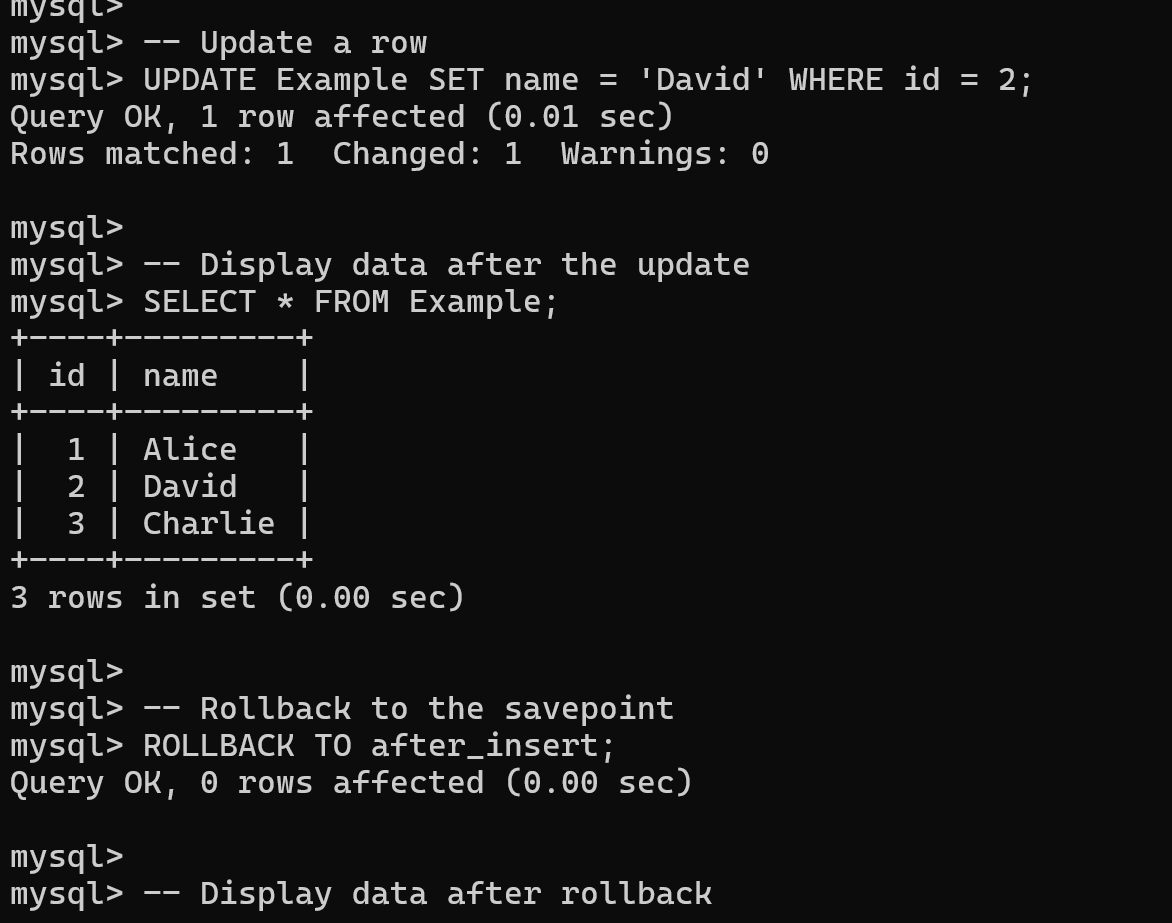 mysql>
mysql> -- Update a row
mysql> UPDATE Example SET name = 'David' WHERE id = 2;
Query OK, 1 row affected (0.01 sec)
Rows matched: 1  Changed: 1  Warnings: 0
mysql>
mysql> -- Display data after the update
mysql> SELECT * FROM Example;
+----+---------+
| id | name    |
+----+---------+
|  1 | Alice   |
|  2 | David   |
|  3 | Charlie |
+----+---------+
3 rows in set (0.00 sec)
mysql>
mysql> -- Rollback to the savepoint
mysql> ROLLBACK TO after_insert;
Query OK, 0 rows affected (0.00 sec)
mysql>
mysql> -- Display data after rollback